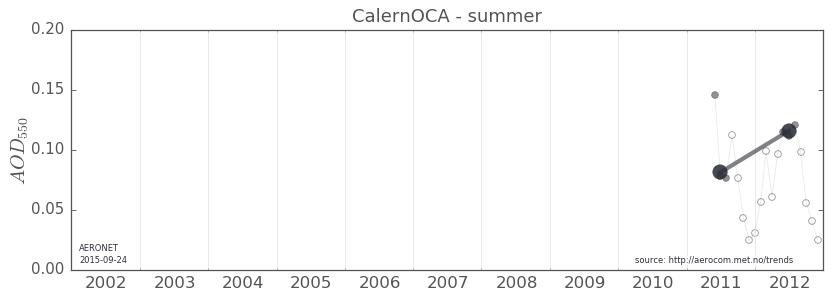 CalernOCA - summer
0.20
0.15
0.10
0.05
0.00
AOD550
AERONET
2015-09-24
source: http://aerocom.met.no/trends
2002 2003 2004 2005 2006 2007 2008 2009 2010 2011 2012